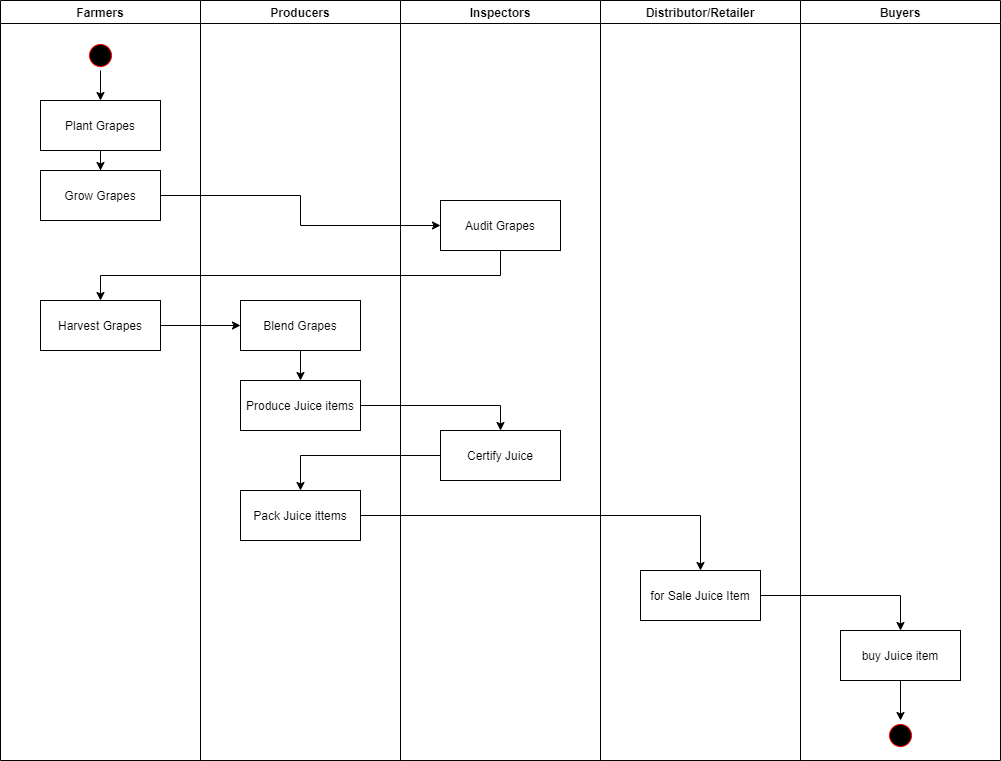 Farmers
Producers
Inspectors
Distributor/Retailer
Buyers
Plant Grapes
Grow Grapes
Audit Grapes
Harvest Grapes
Blend Grapes
Produce Juice items
Certify Juice
Pack Juice ittems
for Sale Juice Item
buy Juice item